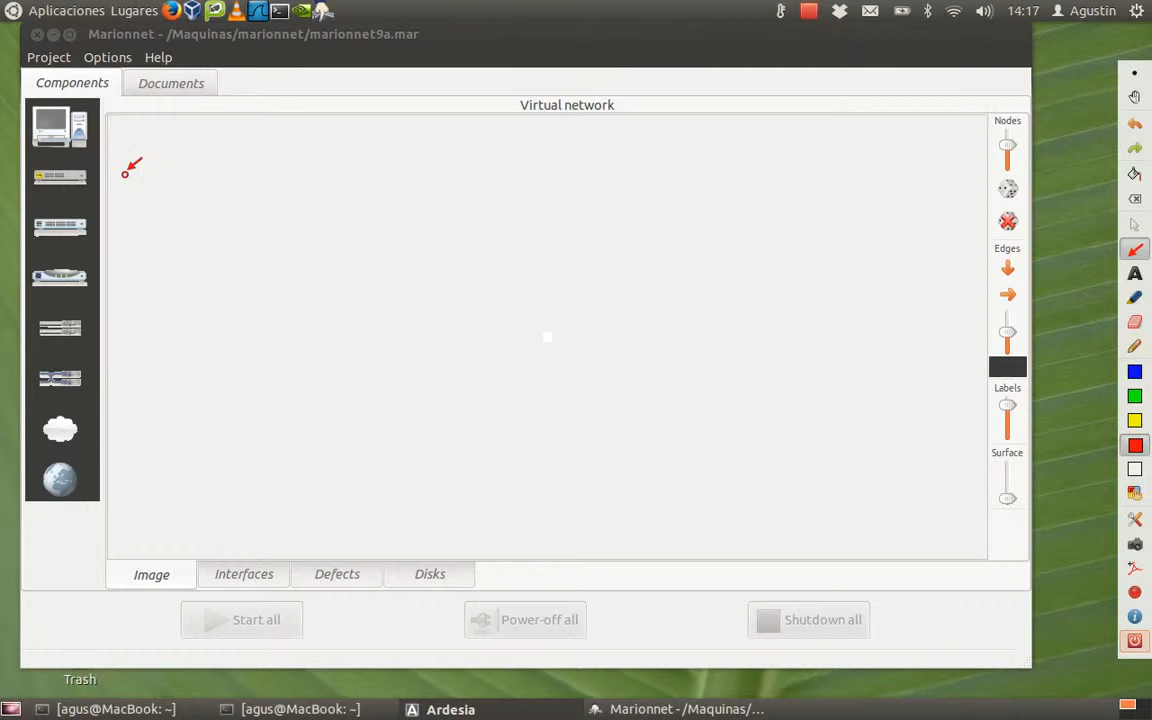 Aplicaciones Lugares 14:17 Agustin
Marionnet - /Maquinas/marionnet/marionnet9a.mar
Project Options Help
Components Documents
Virtual network
Nodes
Edges
Labels
Surface
Image Interfaces Defects Disks
Start all Power-off all Shutdown all
Trash
[agus@MacBook: ~] [agus@MacBook: ~] Ardesia Marionnet - /Maquinas/...